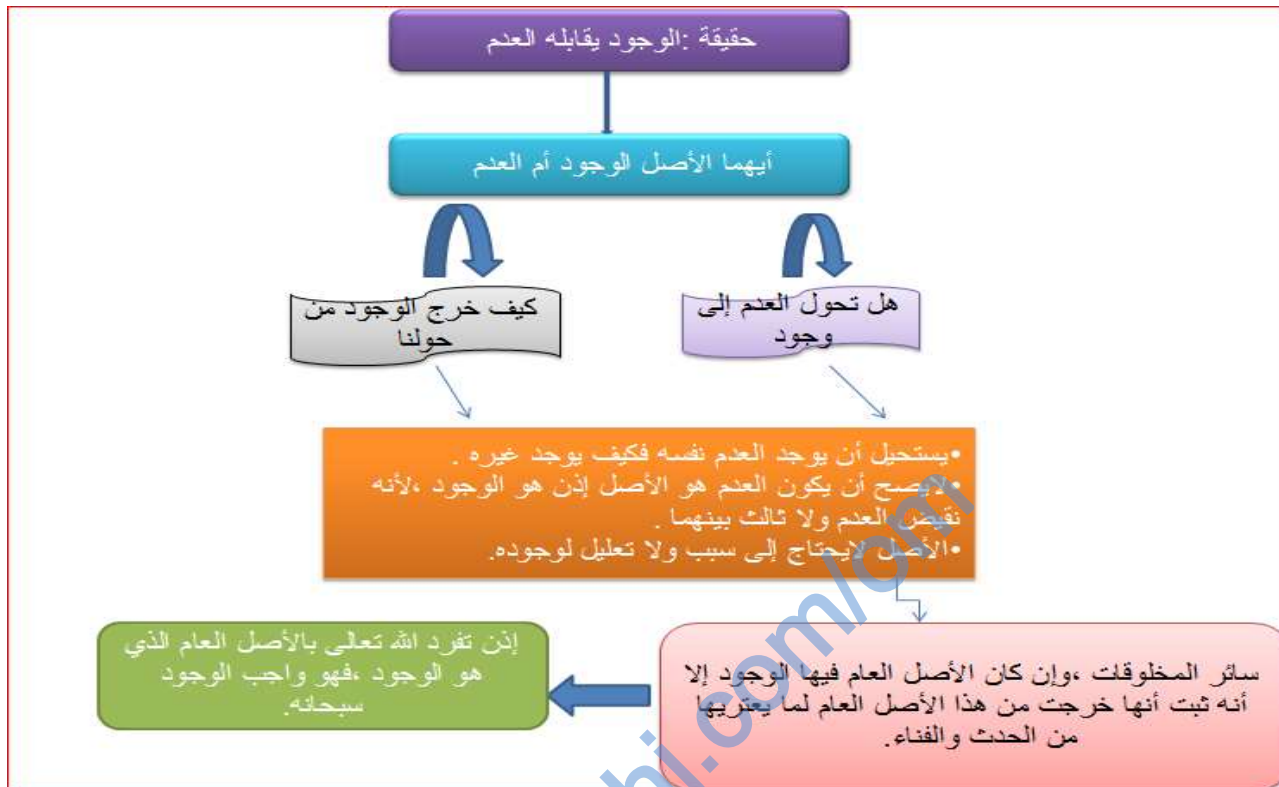 حقيقة :الوجود يقابله العدم
أيهما الأصل الوجود أم العدم
هل تحول العدم إلى
وجود
كيف خرج الوجود من
حولنا
•يستحيل أن يوجد العدم نفسه فكيف يوجد غيره .
•لايصح أن يكون العدم هو الأصل إذن هو الوجود ،لأنه
نقيض العدم ولا ثالث بينهما .
•الأصل لايحتاج إلى سبب ولا تعليل لوجوده.
سائر المخلوقات ،وإن كان الأصل العام فيها الوجود إلا
أنه ثبت أنها خرجت من هذا الأصل العام لما يعتريها
من الحدث والفناء.
إذن تفرد الله تعالى بالأصل العام الذي
هو الوجود ،فهو واجب الوجود
سبحانه.
hi.com/om